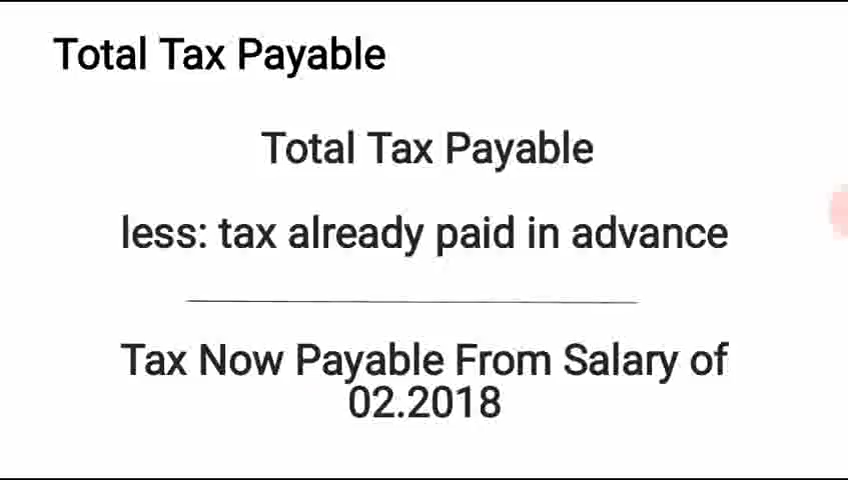 Total Tax Payable
Total Tax Payable
less: tax already paid in advance
Tax Now Payable From Salary of
02.2018